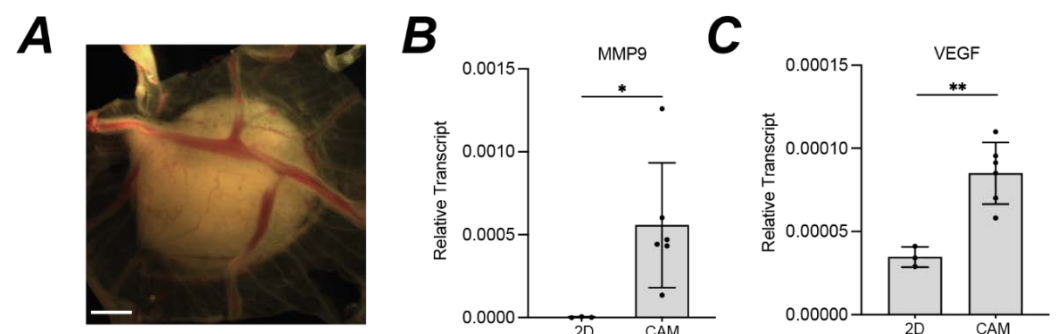 A
B
MMP9
Relative Transcript
0.0015
0.0010
0.0005
0.0000
*
2D
CAM
C
VEGF
Relative Transcript
0.00015
0.00010
0.00005
0.00000
**
2D
CAM